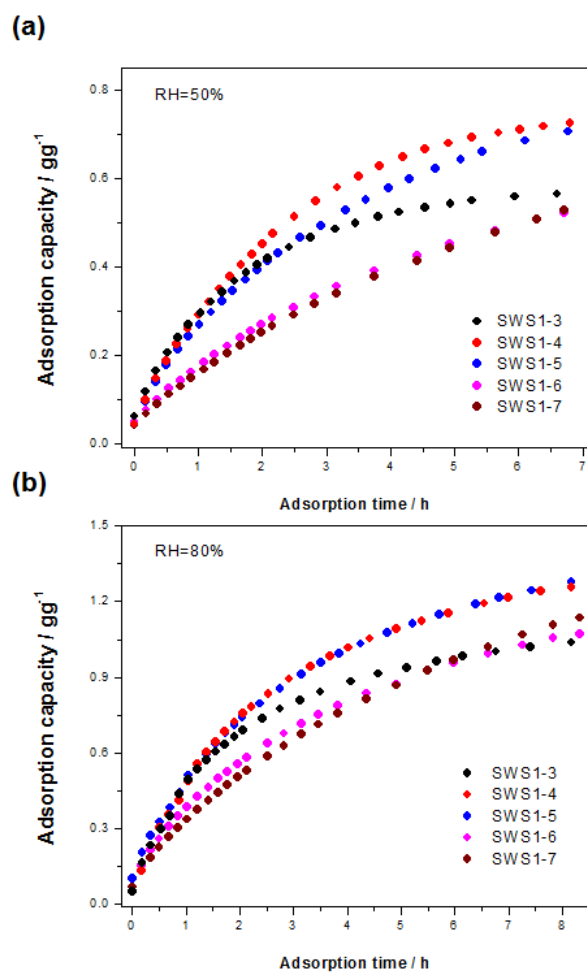 (a)
RH=50%
Adsorption capacity / gg⁻¹
0.8
0.6
0.4
0.2
0.0
SWS1-3
SWS1-4
SWS1-5
SWS1-6
SWS1-7
0 1 2 3 4 5 6 7
Adsorption time / h
(b)
RH=80%
Adsorption capacity / gg⁻¹
1.5
1.2
0.9
0.6
0.3
0.0
SWS1-3
SWS1-4
SWS1-5
SWS1-6
SWS1-7
0 1 2 3 4 5 6 7 8
Adsorption time / h